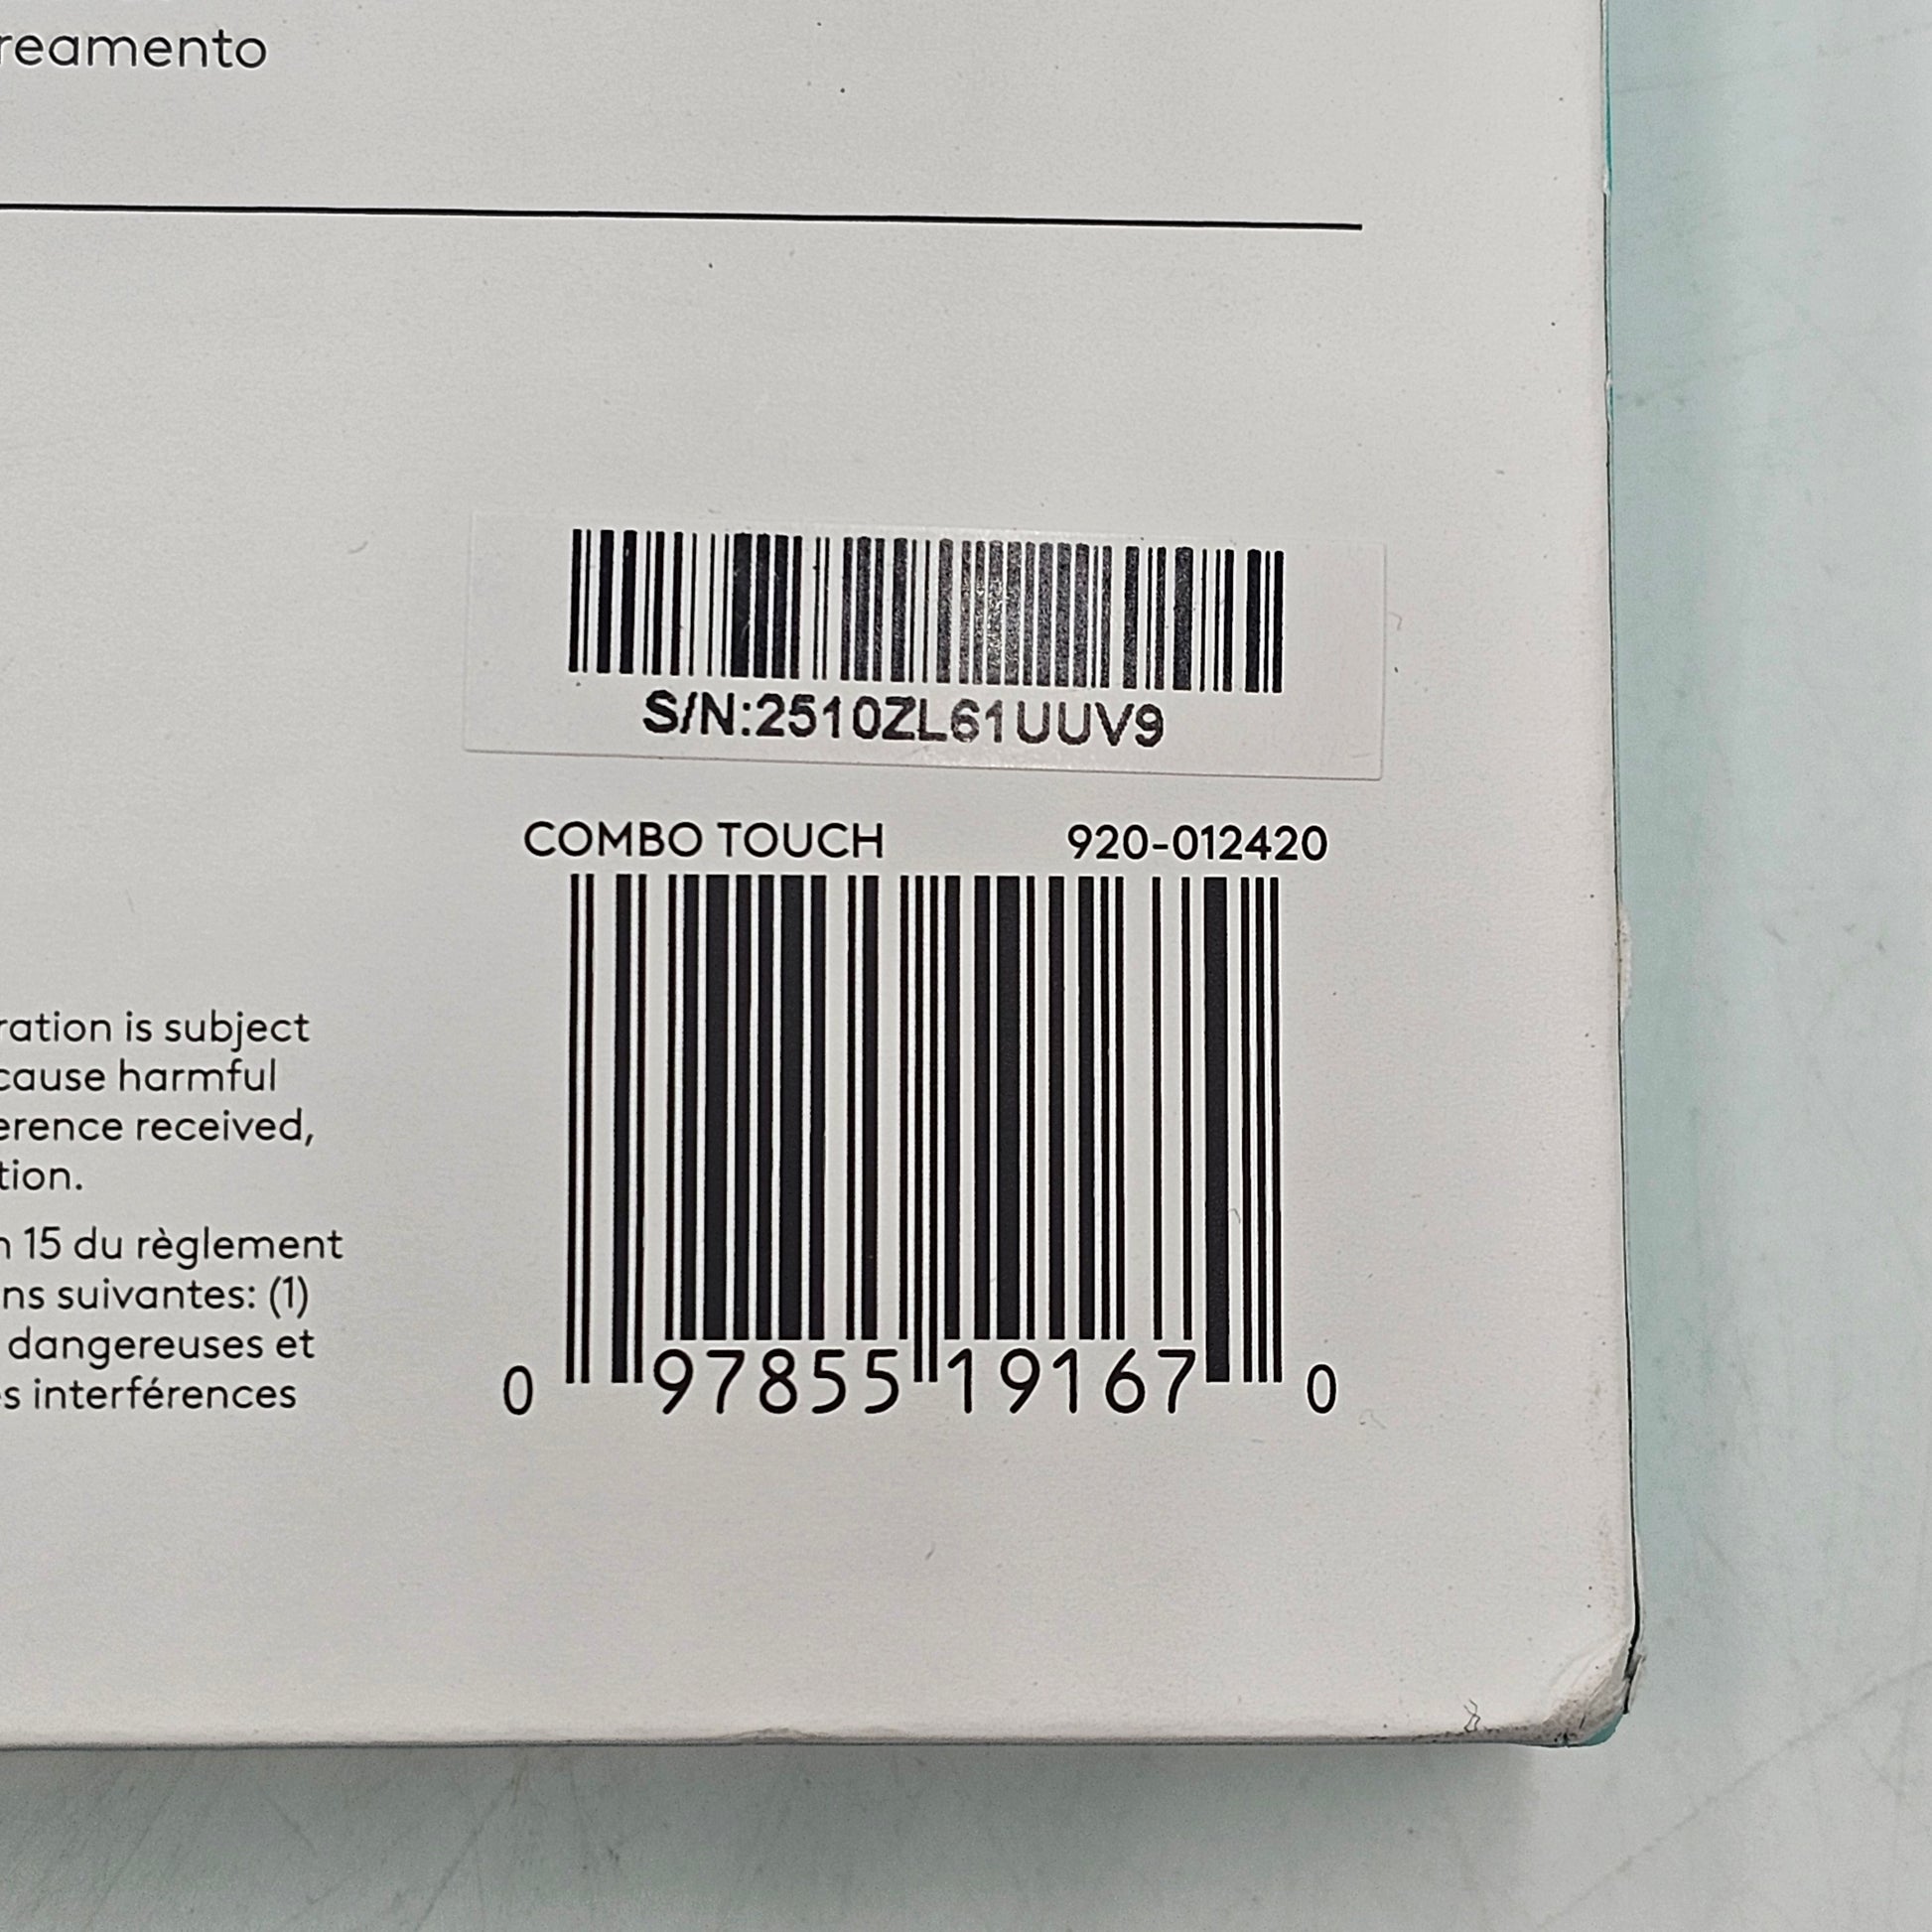 reamento
S/N:2510ZL61UUV9
COMBO TOUCH 920-012420
0 97855 19167 0
ration is subject
cause harmful
erence received,
tion.
n 15 du règlement
ns suivantes: (1)
dangereuses et
s interférences